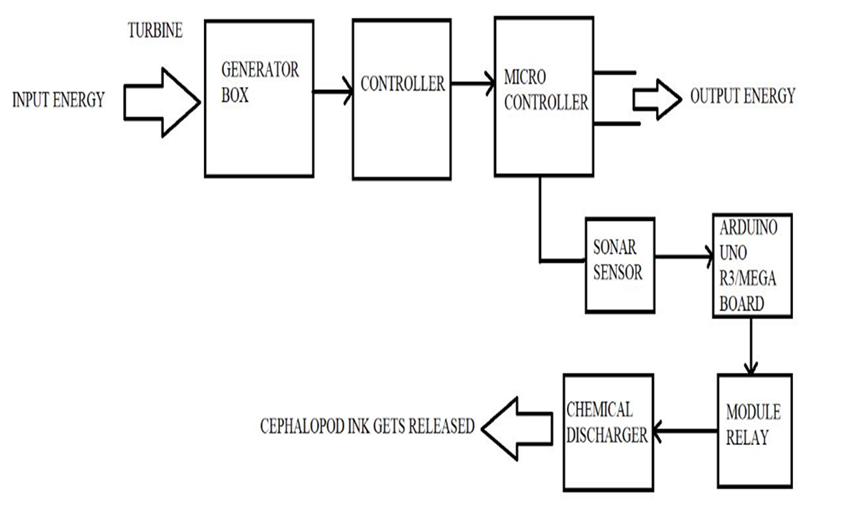 TURBINE
INPUT ENERGY
GENERATOR
BOX
CONTROLLER
MICRO
CONTROLLER
OUTPUT ENERGY
SONAR
SENSOR
ARDUINO
UNO
R3/MEGA
BOARD
MODULE
RELAY
CHEMICAL
DISCHARGER
CEPHALOPOD INK GETS RELEASED